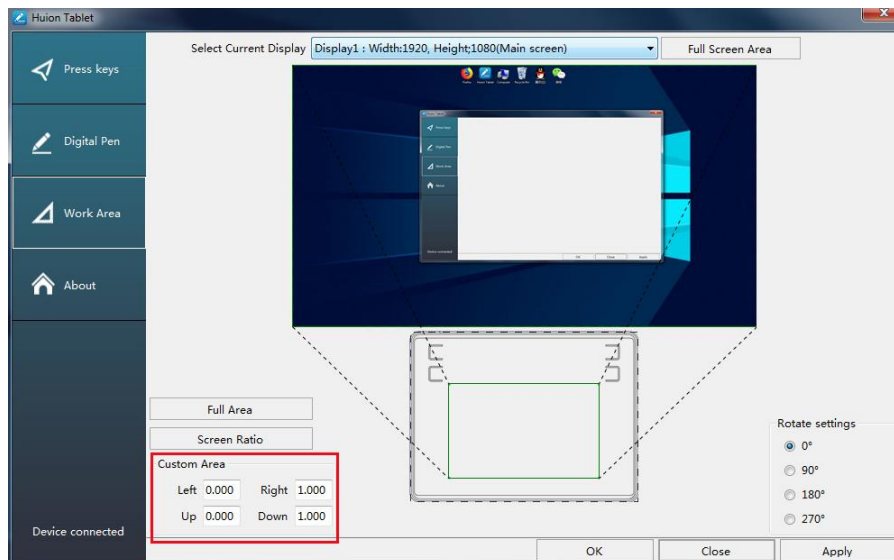 Huion Tablet
Select Current Display Display1 : Width:1920, Height;1080(Main screen) Full Screen Area
Press keys
Digital Pen
Work Area
About
Device connected
Full Area
Screen Ratio
Custom Area
Left 0.000 Right 1.000
Up 0.000 Down 1.000
Rotate settings
0°
90°
180°
270°
OK Close Apply